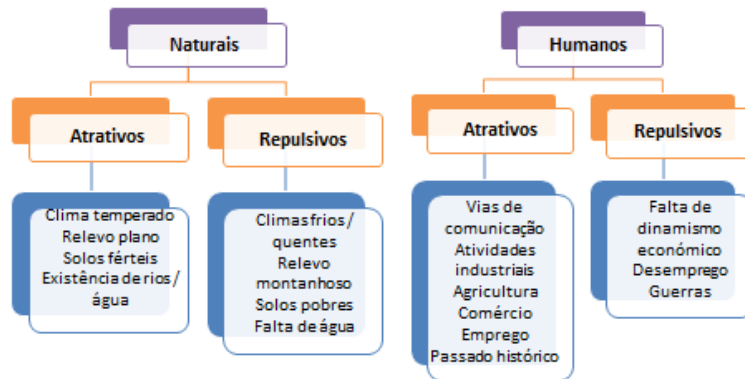 Naturais
Atrativos
Clima temperado
Relevo plano
Solos férteis
Existência de rios/
água
Repulsivos
Climas frios/
quentes
Relevo
montanhoso
Solos pobres
Falta de água
Humanos
Atrativos
Vias de
comunicação
Atividades
industriais
Agricultura
Comércio
Emprego
Passado histórico
Repulsivos
Falta de
dinamismo
económico
Desemprego
Guerras